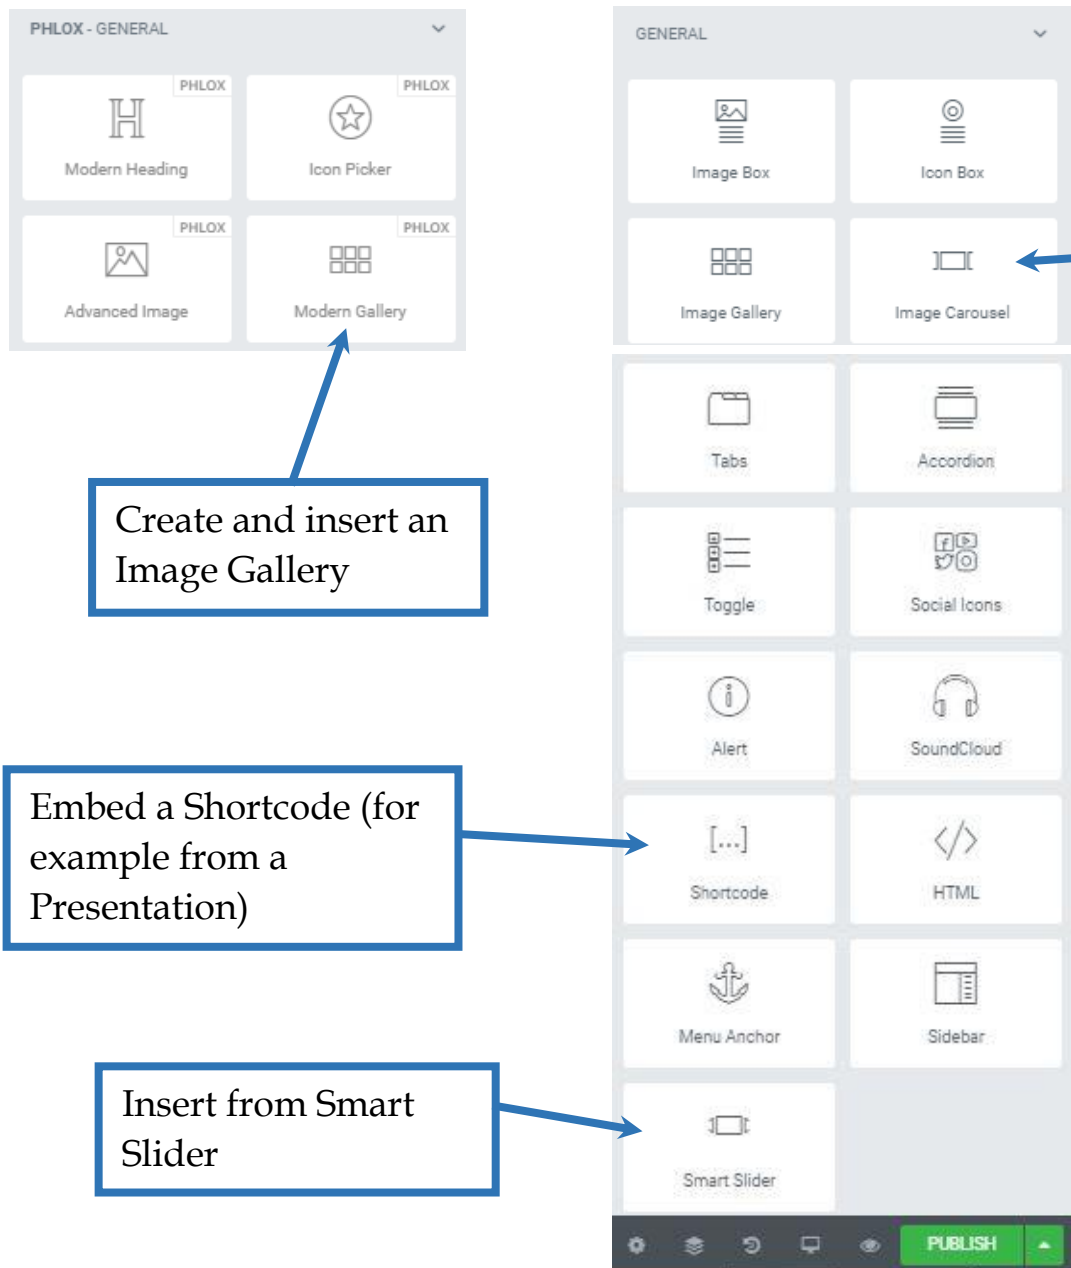 PHLOX - GENERAL
PHLOX
PHLOX
Modern Heading
Icon Picker
PHLOX
PHLOX
Advanced Image
Modern Gallery
Create and insert an
Image Gallery
Embed a Shortcode (for
example from a
Presentation)
Insert from Smart
Slider
GENERAL
Image Box
Icon Box
Image Gallery
Image Carousel
Tabs
Accordion
Toggle
Social Icons
Alert
SoundCloud
[...]
</>
Shortcode
HTML
Menu Anchor
Sidebar
Smart Slider
PUBLISH